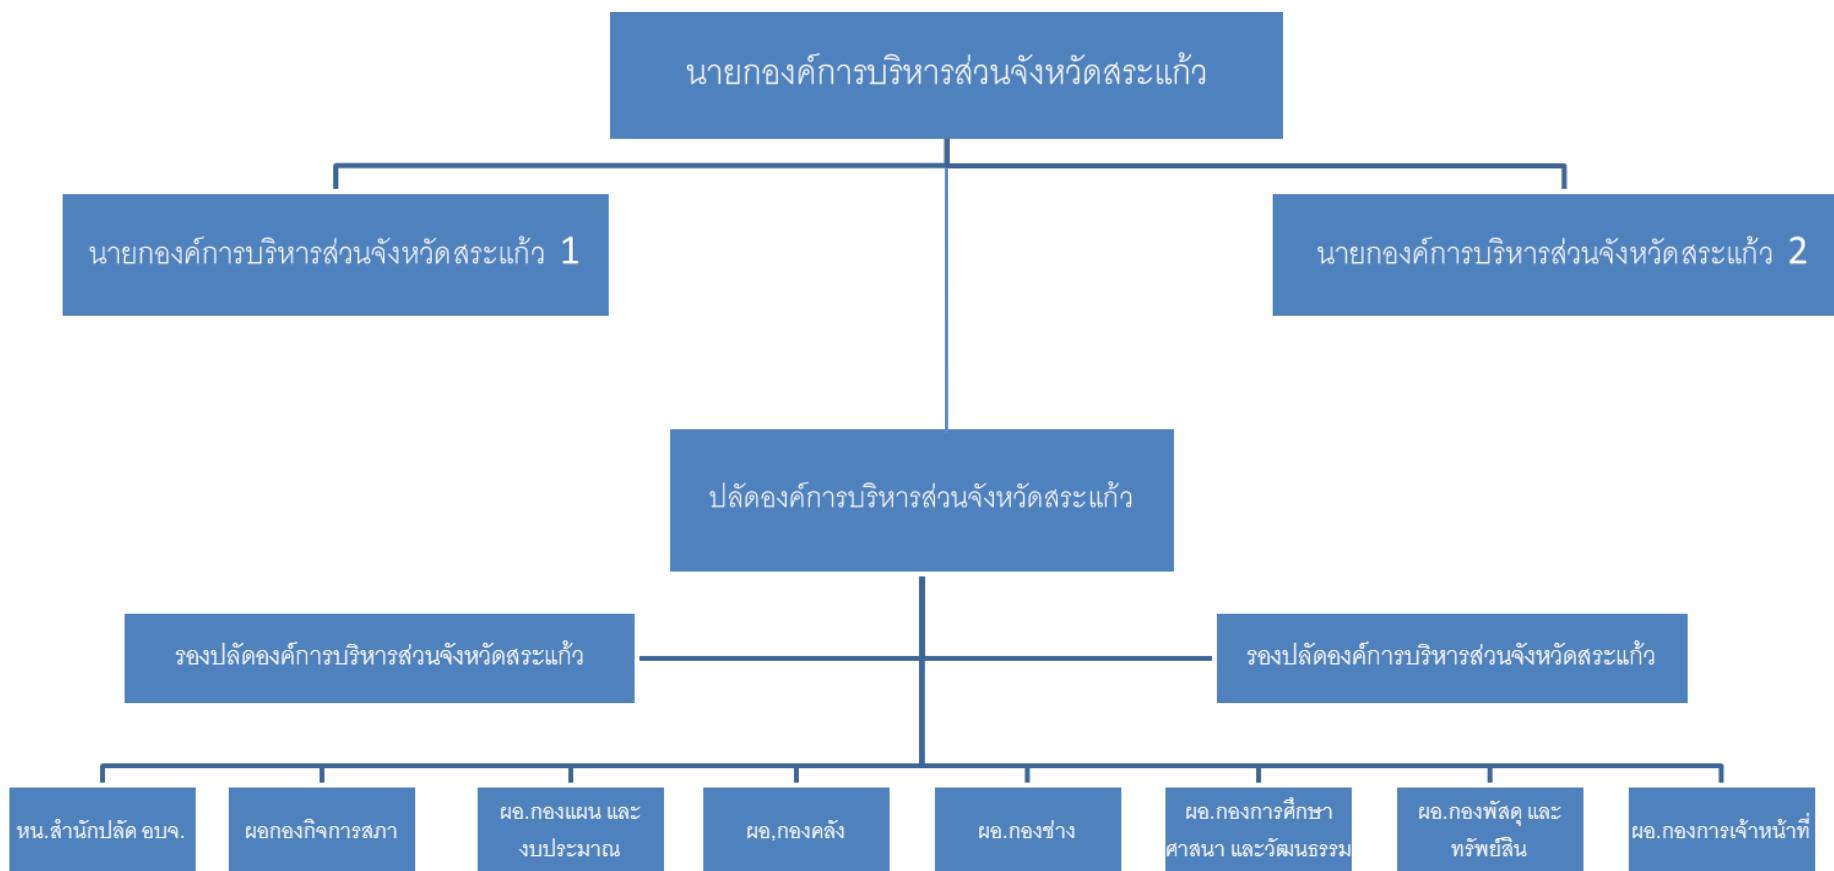 นายกองค์การบริหารส่วนจังหวัดสระแก้ว
นายกองค์การบริหารส่วนจังหวัดสระแก้ว 1
นายกองค์การบริหารส่วนจังหวัดสระแก้ว 2
ปลัดองค์การบริหารส่วนจังหวัดสระแก้ว
รองปลัดองค์การบริหารส่วนจังหวัดสระแก้ว
รองปลัดองค์การบริหารส่วนจังหวัดสระแก้ว
หน.สำนักปลัด อบจ.
ผอกองกิจการสภา
ผอ.กองแผน และ
งบประมาณ
ผอ,กองคลัง
ผอ.กองช่าง
ผอ.กองการศึกษา
ศาสนา และวัฒนธรรม
ผอ.กองพัสดุ และ
ทรัพย์สิน
ผอ.กองการเจ้าหน้าที่